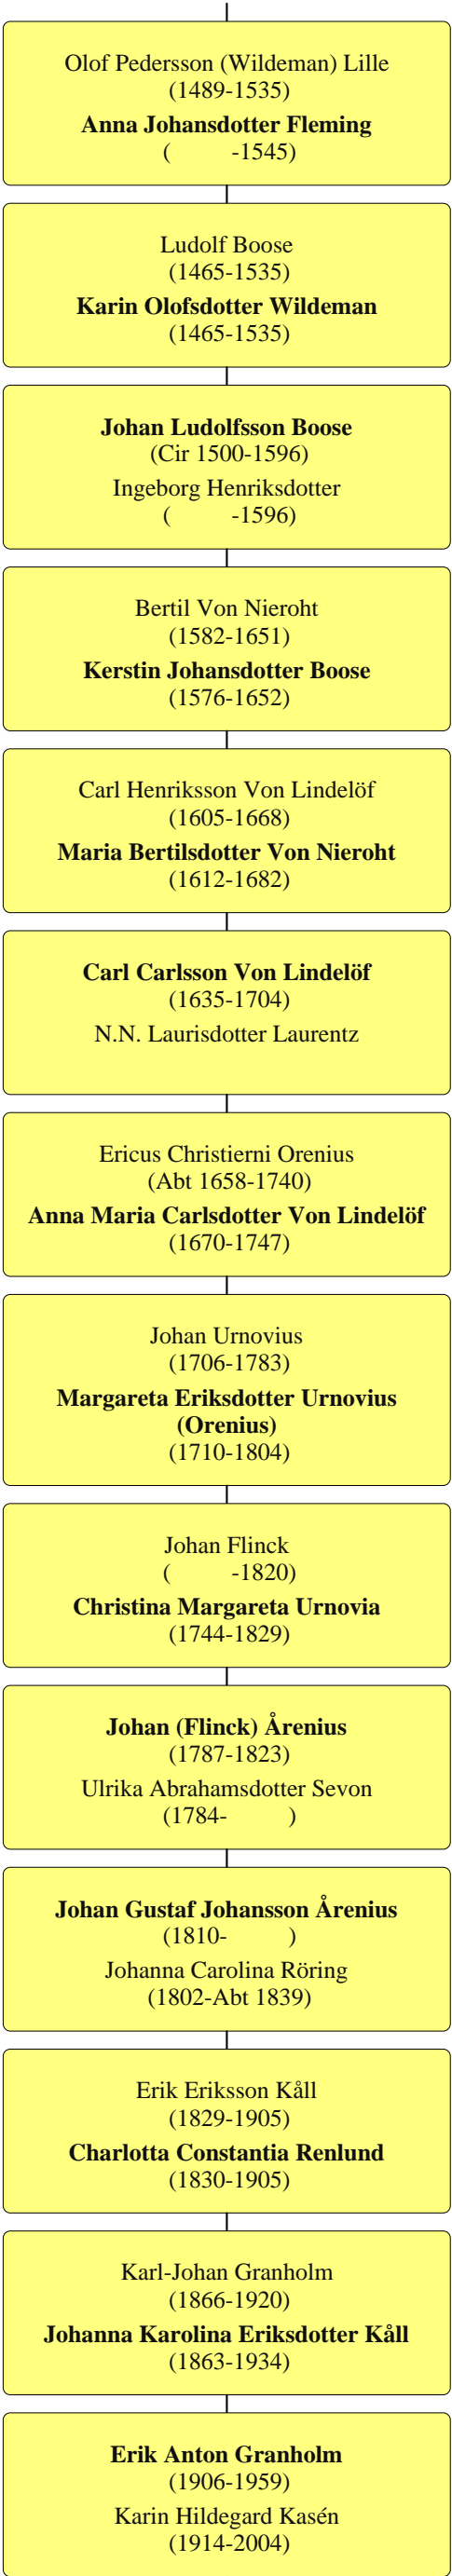 Olof Pedersson (Wildeman) Lille
(1489-1535)
Anna Johansdotter Fleming
( -1545)
Ludolf Boose
(1465-1535)
Karin Olofsdotter Wildeman
(1465-1535)
Johan Ludolfsson Boose
(Cir 1500-1596)
Ingeborg Henriksdotter
( -1596)
Bertil Von Nieroht
(1582-1651)
Kerstin Johansdotter Boose
(1576-1652)
Carl Henriksson Von Lindelöf
(1605-1668)
Maria Bertilsdotter Von Nieroht
(1612-1682)
Carl Carlsson Von Lindelöf
(1635-1704)
N.N. Laurisdotter Laurentz
Ericus Christierni Orenius
(Abt 1658-1740)
Anna Maria Carlsdotter Von Lindelöf
(1670-1747)
Johan Urnovius
(1706-1783)
Margareta Eriksdotter Urnovius
(Orenius)
(1710-1804)
Johan Flinck
( -1820)
Christina Margareta Urnovia
(1744-1829)
Johan (Flinck) Årenius
(1787-1823)
Ulrika Abrahamsdotter Sevon
(1784- )
Johan Gustaf Johansson Årenius
(1810- )
Johanna Carolina Röring
(1802-Abt 1839)
Erik Eriksson Kåll
(1829-1905)
Charlotta Constantia Renlund
(1830-1905)
Karl-Johan Granholm
(1866-1920)
Johanna Karolina Eriksdotter Kåll
(1863-1934)
Erik Anton Granholm
(1906-1959)
Karin Hildegard Kasén
(1914-2004)